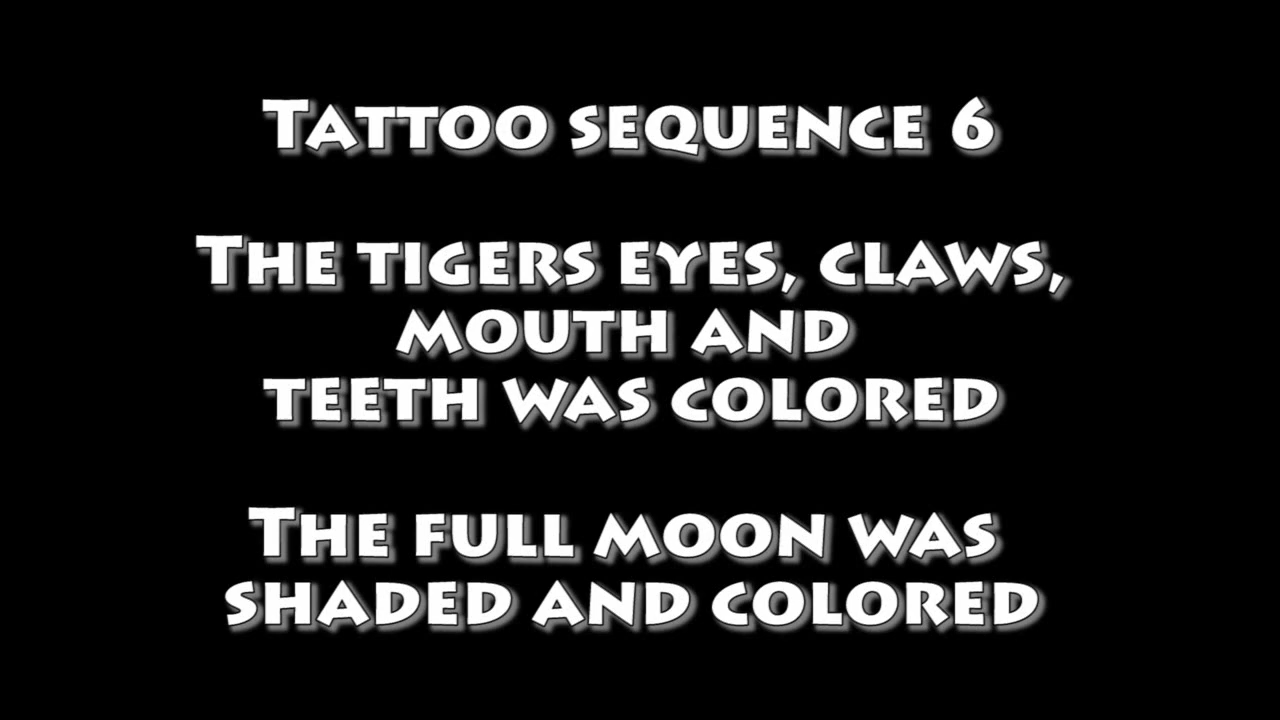 Tattoo sequence 6
The tigers eyes, claws,
mouth and
teeth was colored
The full moon was
shaded and colored